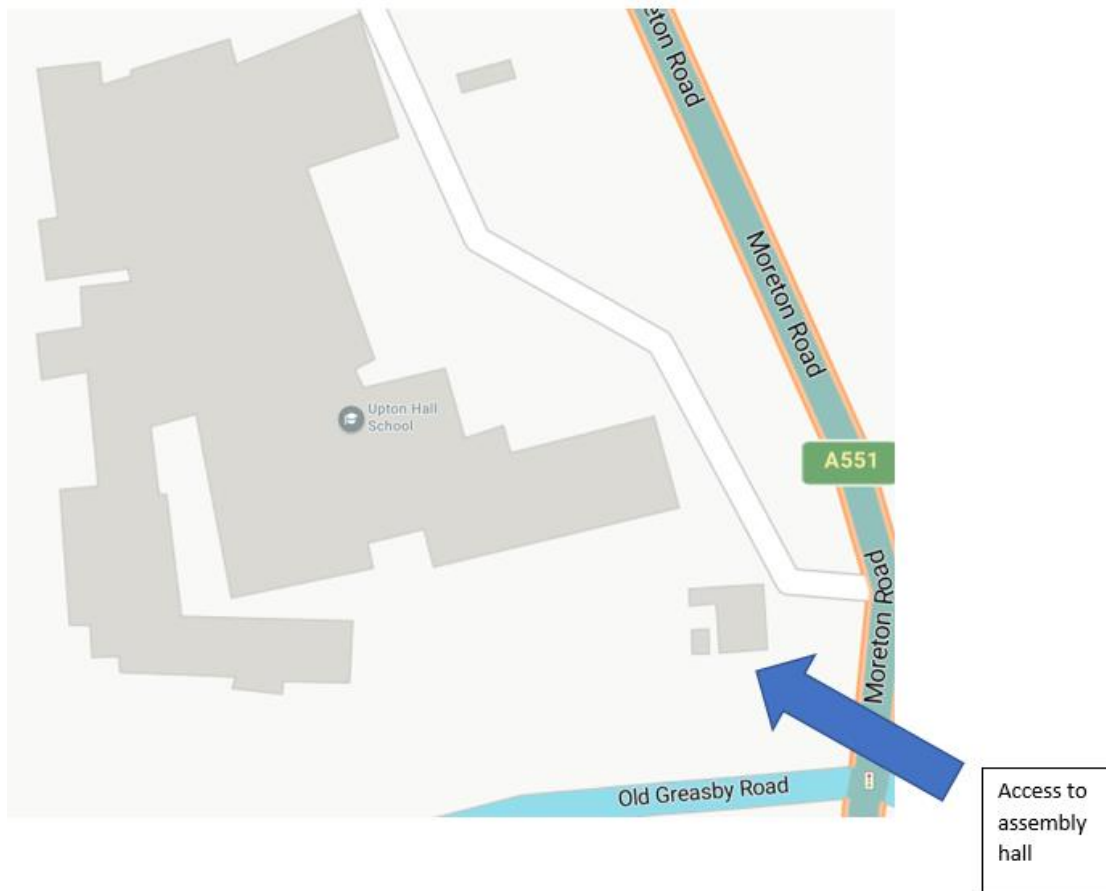 eton Road
Moreton Road
Upton Hall
School
A551
Moreton Road
Old Greasby Road
Access to
assembly
hall